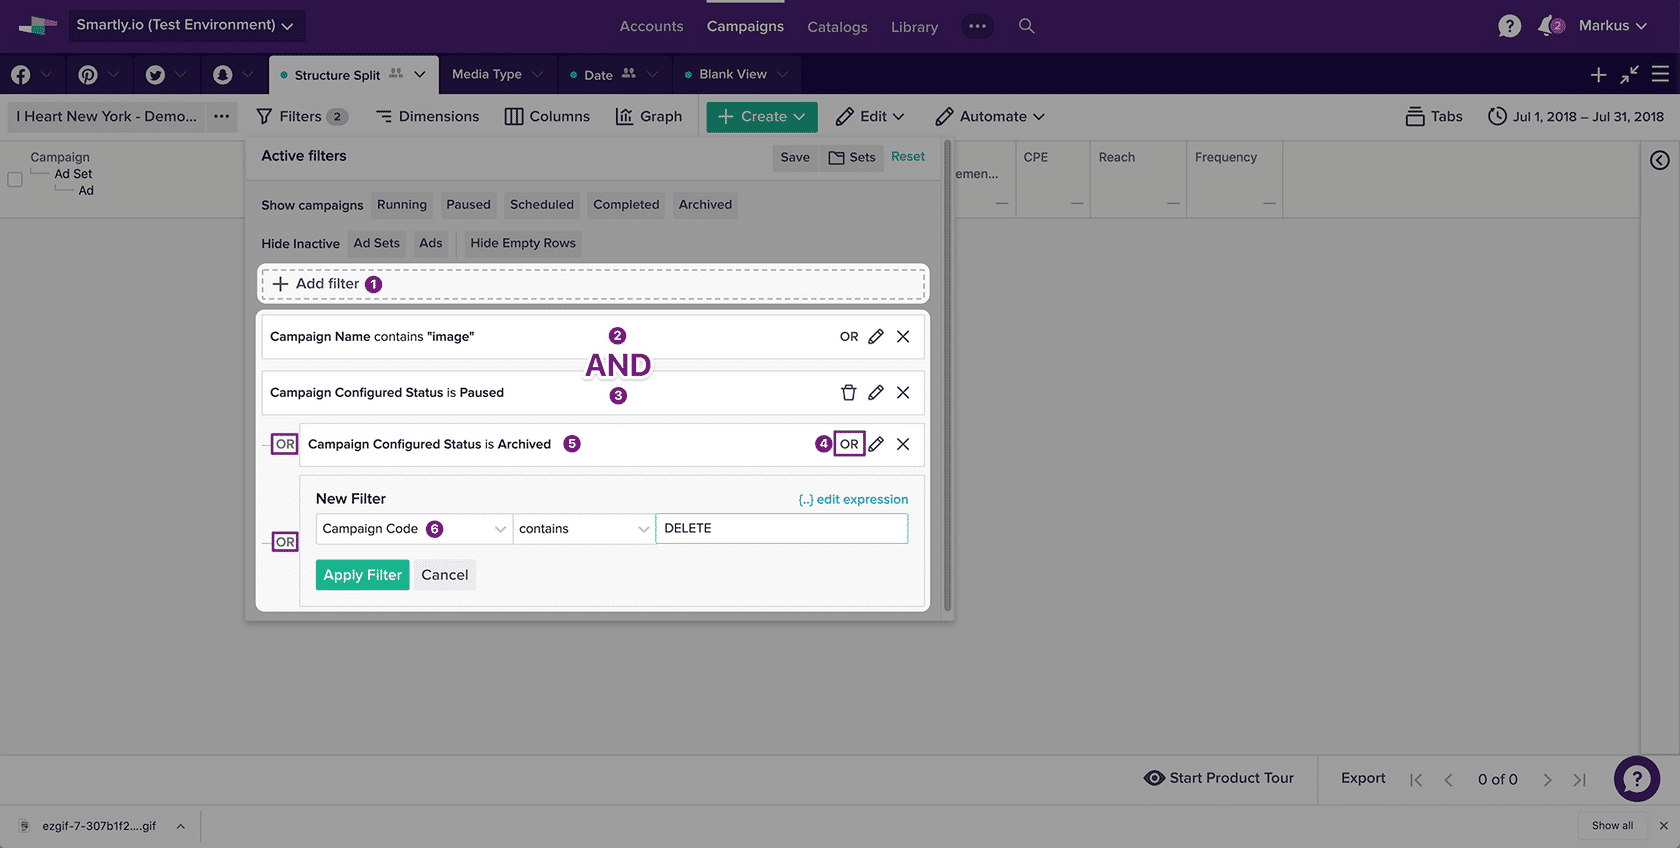 Smartly.io (Test Environment)
Accounts
Campaigns
Catalogs
Library
2
Markus
Structure Split
Media Type
Date
Blank View
I Heart New York - Demo...
Filters 2
Dimensions
Columns
Graph
Create
Edit
Automate
Tabs
Jul 1, 2018 – Jul 31, 2018
Campaign
Ad Set
Ad
Active filters
Save
Sets
Reset
emen...
CPE
Reach
Frequency
Show campaigns
Running
Paused
Scheduled
Completed
Archived
Hide Inactive
Ad Sets
Ads
Hide Empty Rows
Add filter 1
Campaign Name contains "image"
2
OR
AND
Campaign Configured Status is Paused
3
OR
Campaign Configured Status is Archived 5
4 OR
New Filter
{..} edit expression
OR
Campaign Code 6
contains
DELETE
Apply Filter
Cancel
Start Product Tour
Export
0 of 0
ezgif-7-307b1f2....gif
Show all